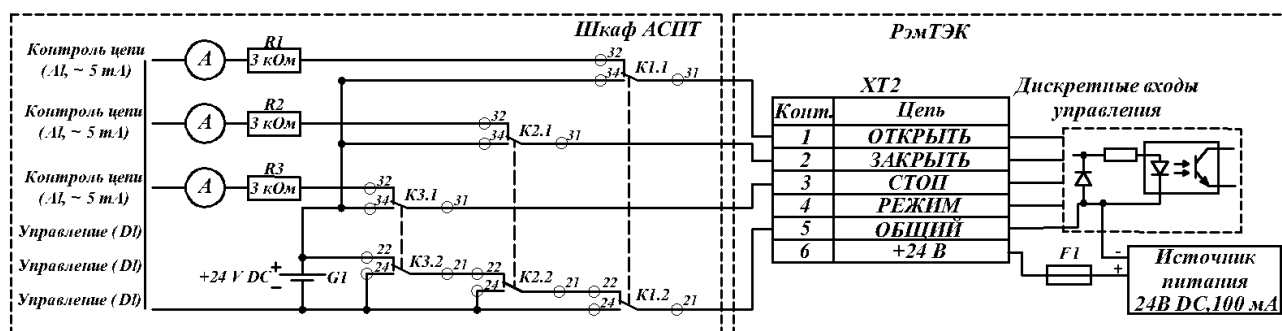 Шкаф АСПТ
РэмТЭК
Контроль цепи
(AI, ~ 5 mA)
A
R1
3 кОм
32
34
K1.1
31
Контроль цепи
(AI, ~ 5 mA)
A
R2
3 кОм
32
34
K2.1
31
Контроль цепи
(AI, ~ 5 mA)
A
R3
3 кОм
32
34
K3.1
31
Управление (DI)
Управление (DI)
Управление (DI)
+24 V DC
+
−
G1
22
24
K3.2
21
22
24
K2.2
21
22
24
K1.2
21
XT2
Конт. Цепь
1 ОТКРЫТЬ
2 ЗАКРЫТЬ
3 СТОП
4 РЕЖИМ
5 ОБЩИЙ
6 +24 В
Дискретные входы
управления
F1
-
+
Источник
питания
24В DC,100 мА